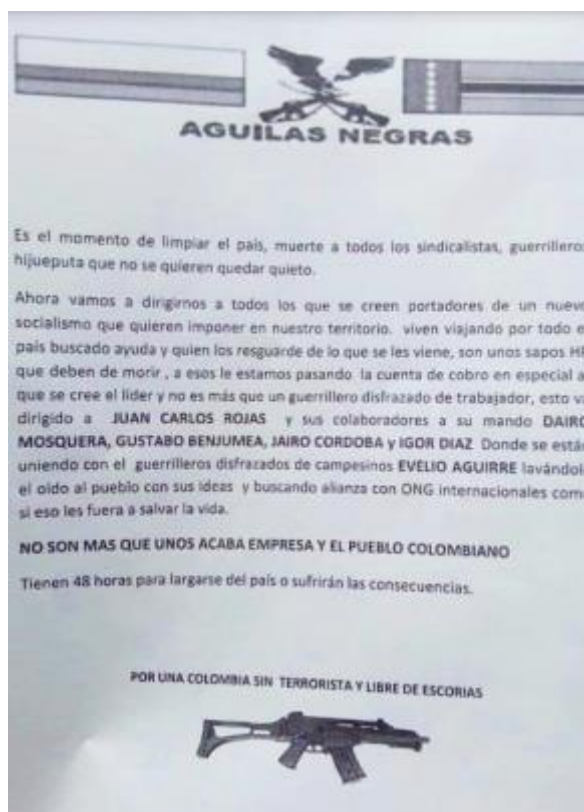 AGUILAS NEGRAS
Es el momento de limpiar el país, muerte a todos los sindicalistas, guerrilleros
hijueputa que no se quieren quedar quieto.
Ahora vamos a dirigirnos a todos los que se creen portadores de un nuevo
socialismo que quieren imponer en nuestro territorio. viven viajando por todo e
país buscado ayuda y quien los resguarde de lo que se les viene, son unos sapos HP
que deben de morir , a esos le estamos pasando la cuenta de cobro en especial a
que se cree el líder y no es más que un guerrillero disfrazado de trabajador, esto va
dirigido a JUAN CARLOS ROJAS y sus colaboradores a su mando DAIRO
MOSQUERA, GUSTABO BENJUMEA, JAIRO CORDOBA y IGOR DIAZ Donde se está
uniendo con el guerrilleros disfrazados de campesinos EVELIO AGUIRRE lavándol
el oído al pueblo con sus ideas y buscando alianza con ONG internacionales com
si eso les fuera a salvar la vida.
NO SON MAS QUE UNOS ACABA EMPRESA Y EL PUEBLO COLOMBIANO
Tienen 48 horas para largarse del país o sufrirán las consecuencias.
POR UNA COLOMBIA SIN TERRORISTA Y LIBRE DE ESCORIAS